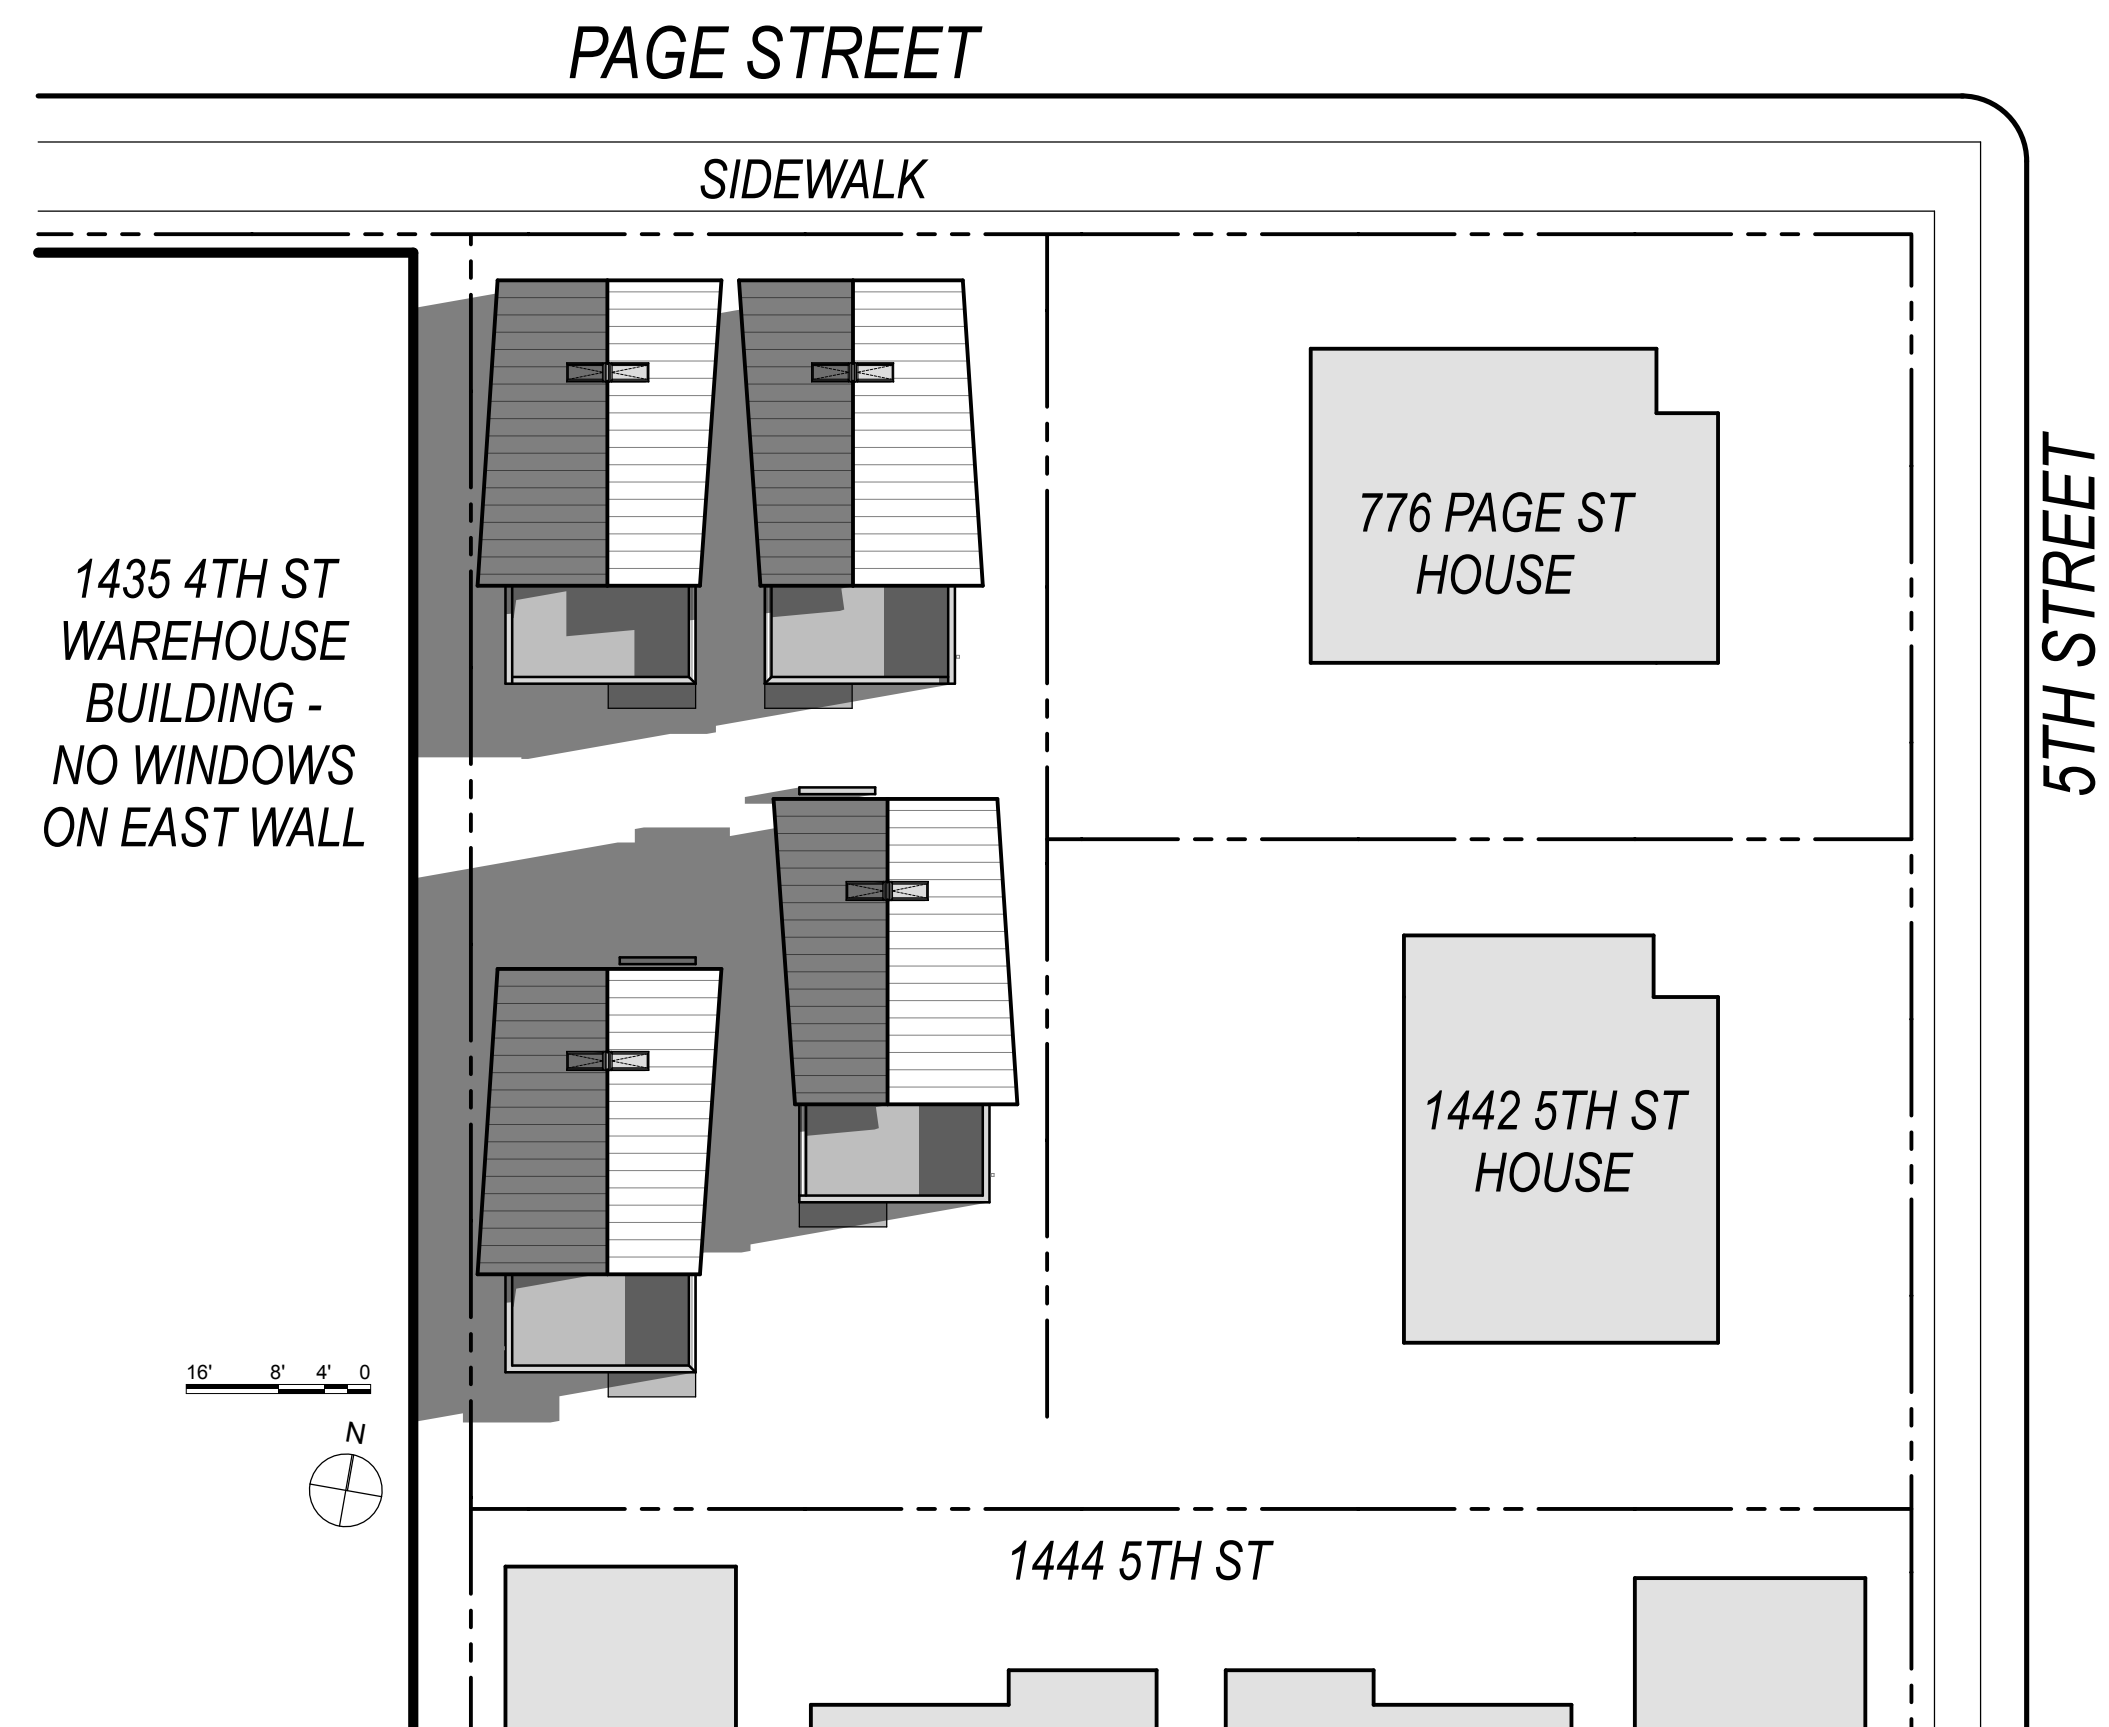 PAGE STREET
SIDEWALK
776 PAGE ST
HOUSE
5TH STREET
1435 4TH ST
WAREHOUSE
BUILDING -
NO WINDOWS
ON EAST WALL
1442 5TH ST
HOUSE
16' 8' 4' 0
N
1444 5TH ST